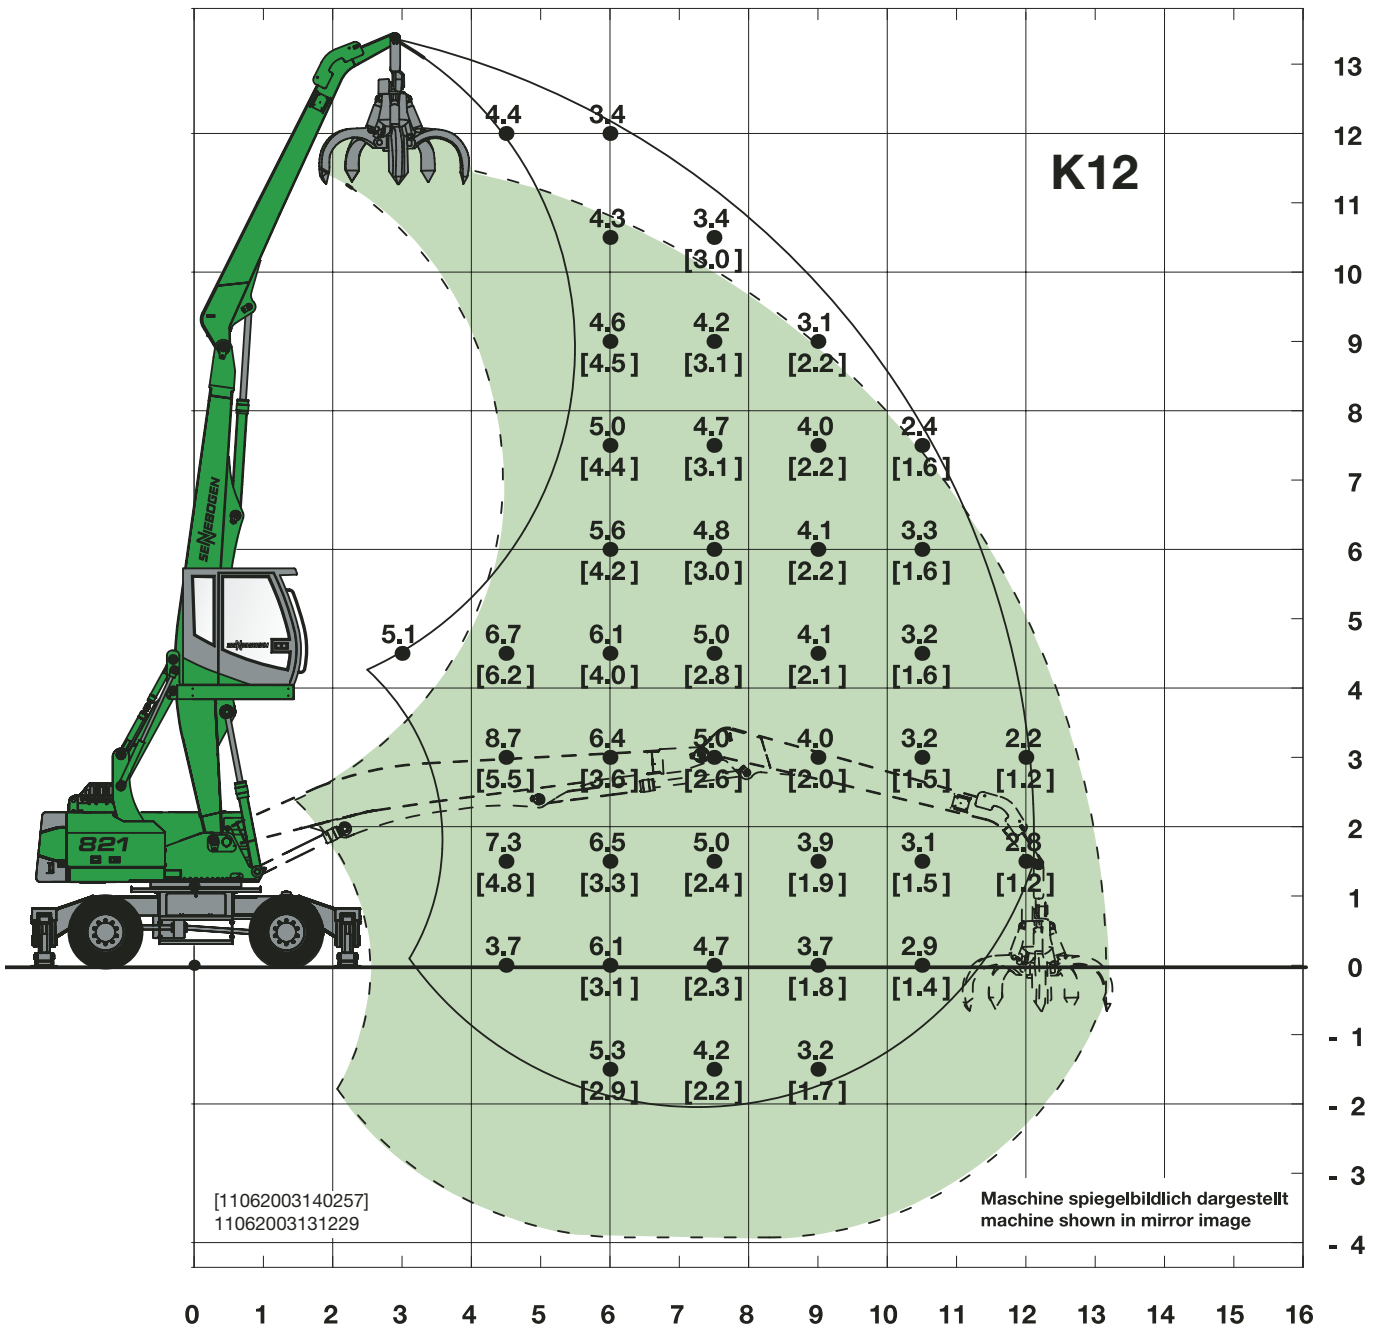 13
4.4 3.4
12
K12
11
4.3 3.4
[3.0]
10
4.6 4.2 3.1
9
[4.5] [3.1] [2.2]
8
5.0 4.7 4.0 2.4
[4.4] [3.1] [2.2] [1.6]
7
SENNEBOGEN
5.6 4.8 4.1 3.3
6
[4.2] [3.0] [2.2] [1.6]
5
5.1 6.7 6.1 5.0 4.1 3.2
SENNEBOGEN
[6.2] [4.0] [2.8] [2.1] [1.6]
4
8.7 6.4 5.0 4.0 3.2 2.2
3
[5.5] [3.6] [2.6] [2.0] [1.5] [1.2]
2
821
7.3 6.5 5.0 3.9 3.1 2.8
[4.8] [3.3] [2.4] [1.9] [1.5] [1.2]
1
3.7 6.1 4.7 3.7 2.9
0
[3.1] [2.3] [1.8] [1.4]
- 1
5.3 4.2 3.2
[2.9] [2.2] [1.7]
- 2
- 3
[11062003140257]
11062003131229
Maschine spiegelbildlich dargestellt
machine shown in mirror image
- 4
0 1 2 3 4 5 6 7 8 9 10 11 12 13 14 15 16